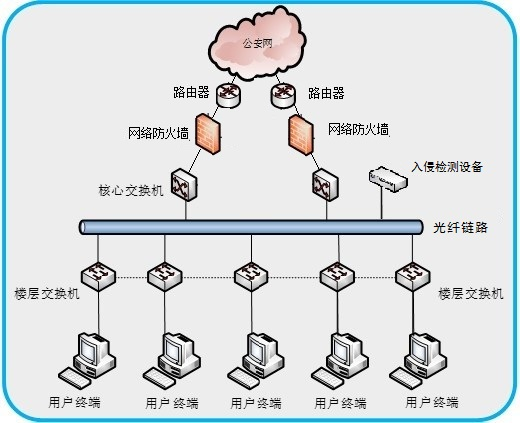 公安网
路由器
路由器
网络防火墙
网络防火墙
核心交换机
入侵检测设备
光纤链路
楼层交换机
楼层交换机
用户终端
用户终端
用户终端
用户终端
用户终端